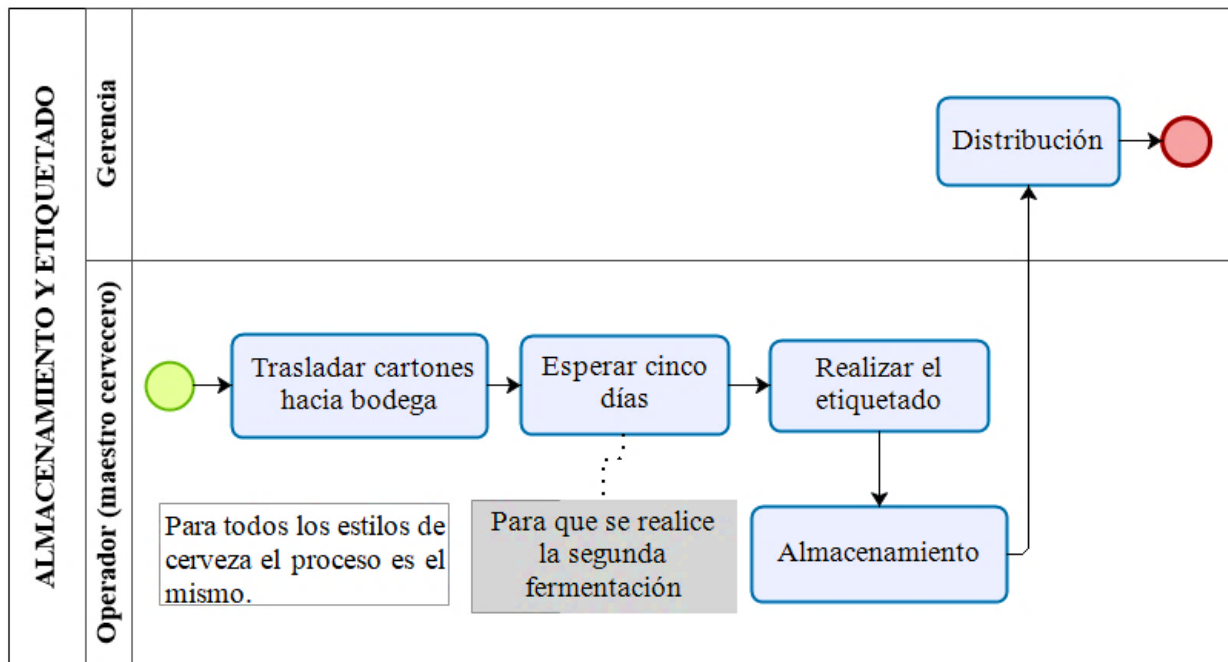 ALMACENAMIENTO Y ETIQUETADO
Gerencia
Distribución
Operador (maestro cervecero)
Trasladar cartones
hacia bodega
Esperar cinco
días
Realizar el
etiquetado
Para todos los estilos de
cerveza el proceso es el
mismo.
Para que se realice
la segunda
fermentación
Almacenamiento